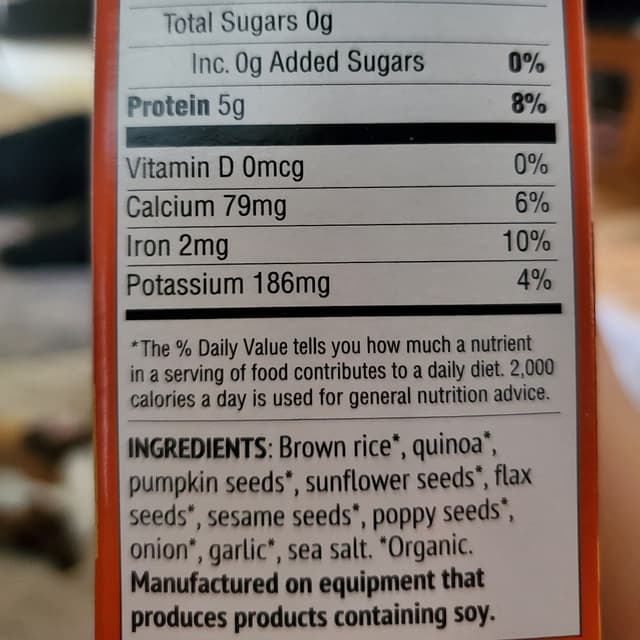 Total Sugars 0g
Inc. 0g Added Sugars 0%
Protein 5g 8%
Vitamin D 0mcg 0%
Calcium 79mg 6%
Iron 2mg 10%
Potassium 186mg 4%
*The % Daily Value tells you how much a nutrient
in a serving of food contributes to a daily diet. 2,000
calories a day is used for general nutrition advice.
INGREDIENTS: Brown rice*, quinoa*,
pumpkin seeds*, sunflower seeds*, flax
seeds*, sesame seeds*, poppy seeds*,
onion*, garlic*, sea salt. *Organic.
Manufactured on equipment that
produces products containing soy.